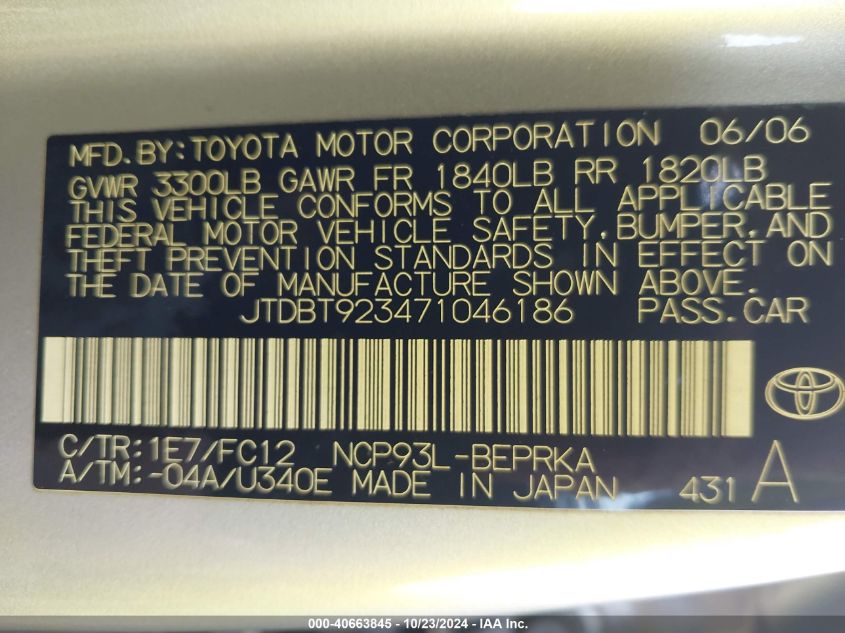 MFD. BY: TOYOTA MOTOR CORPORATION 06/06
GVWR 3300LB GAWR FR 1840LB RR 1820LB
THIS VEHICLE CONFORMS TO ALL APPLICABLE
FEDERAL MOTOR VEHICLE SAFETY, BUMPER, AND
THEFT PREVENTION STANDARDS IN EFFECT ON
THE DATE OF MANUFACTURE SHOWN ABOVE.
JTDBT923471046186 PASS. CAR
C/TR: 1E7/FC12 NCP93L-BEPRKA
A/TM: -04A/U340E MADE IN JAPAN 431 A
000-40663845 - 10/23/2024 - IAA Inc.